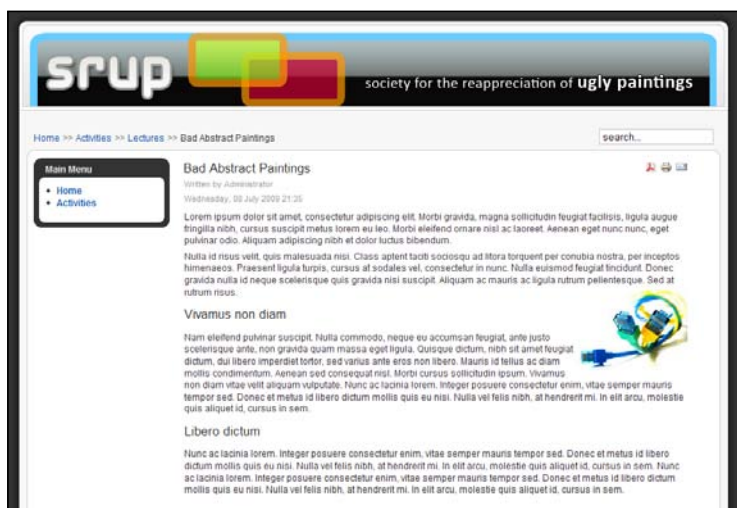 srup
society for the reappreciation of ugly paintings
Home >> Activities >> Lectures >> Bad Abstract Paintings
search...
Main Menu
Home
Activities
Bad Abstract Paintings
Written by Administrator
Wednesday, 08 July 2009 21:35
Lorem ipsum dolor sit amet, consectetur adipiscing elit. Morbi gravida, magna sollicitudin feugiat facilisis, ligula augue
fringilla nibh, cursus suscipit metus lorem eu leo. Morbi eleifend ornare nisl ac laoreet. Aenean eget nunc nunc, eget
pulvinar odio. Aliquam adipiscing nibh et dolor luctus bibendum.
Nulla id risus velit, quis malesuada nisi. Class aptent taciti sociosqu ad litora torquent per conubia nostra, per inceptos
himenaeos. Praesent ligula turpis, cursus at sodales vel, consectetur in nunc. Nulla euismod feugiat tincidunt. Donec
gravida nulla id neque scelerisque quis gravida nisi suscipit. Aliquam ac mauris ac ligula rutrum pellentesque. Sed at
rutrum risus.
Vivamus non diam
Nam eleifend pulvinar suscipit. Nulla commodo, neque eu accumsan feugiat, ante justo
scelerisque ante, non gravida quam massa eget ligula. Quisque dictum, nibh sit amet feugiat
dictum, dui libero imperdiet tortor, sed varius ante eros non libero. Mauris id tellus ac diam
mollis condimentum. Aenean sed consequat nisl. Morbi cursus sollicitudin ipsum. Vivamus
non diam vitae velit aliquam vulputate. Nunc ac lacinia lorem. Integer posuere consectetur enim, vitae semper mauris
tempor sed. Donec et metus id libero dictum mollis quis eu nisi. Nulla vel felis nibh, at hendrerit mi. In elit arcu, molestie
quis aliquet id, cursus in sem.
Libero dictum
Nunc ac lacinia lorem. Integer posuere consectetur enim, vitae semper mauris tempor sed. Donec et metus id libero
dictum mollis quis eu nisi. Nulla vel felis nibh, at hendrerit mi. In elit arcu, molestie quis aliquet id, cursus in sem. Nunc
ac lacinia lorem. Integer posuere consectetur enim, vitae semper mauris tempor sed. Donec et metus id libero dictum
mollis quis eu nisi. Nulla vel felis nibh, at hendrerit mi. In elit arcu, molestie quis aliquet id, cursus in sem.